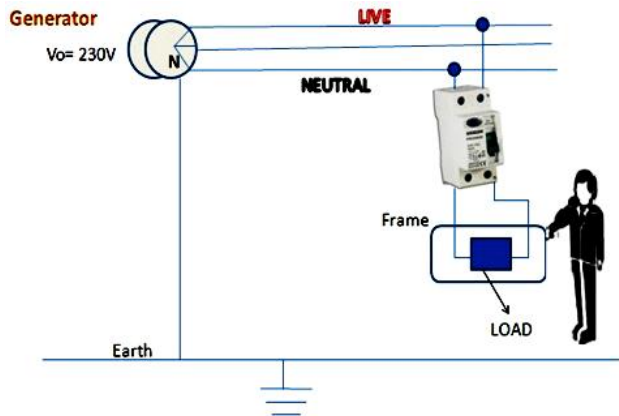 Generator
LIVE
Vo= 230V
N
NEUTRAL
Frame
LOAD
Earth